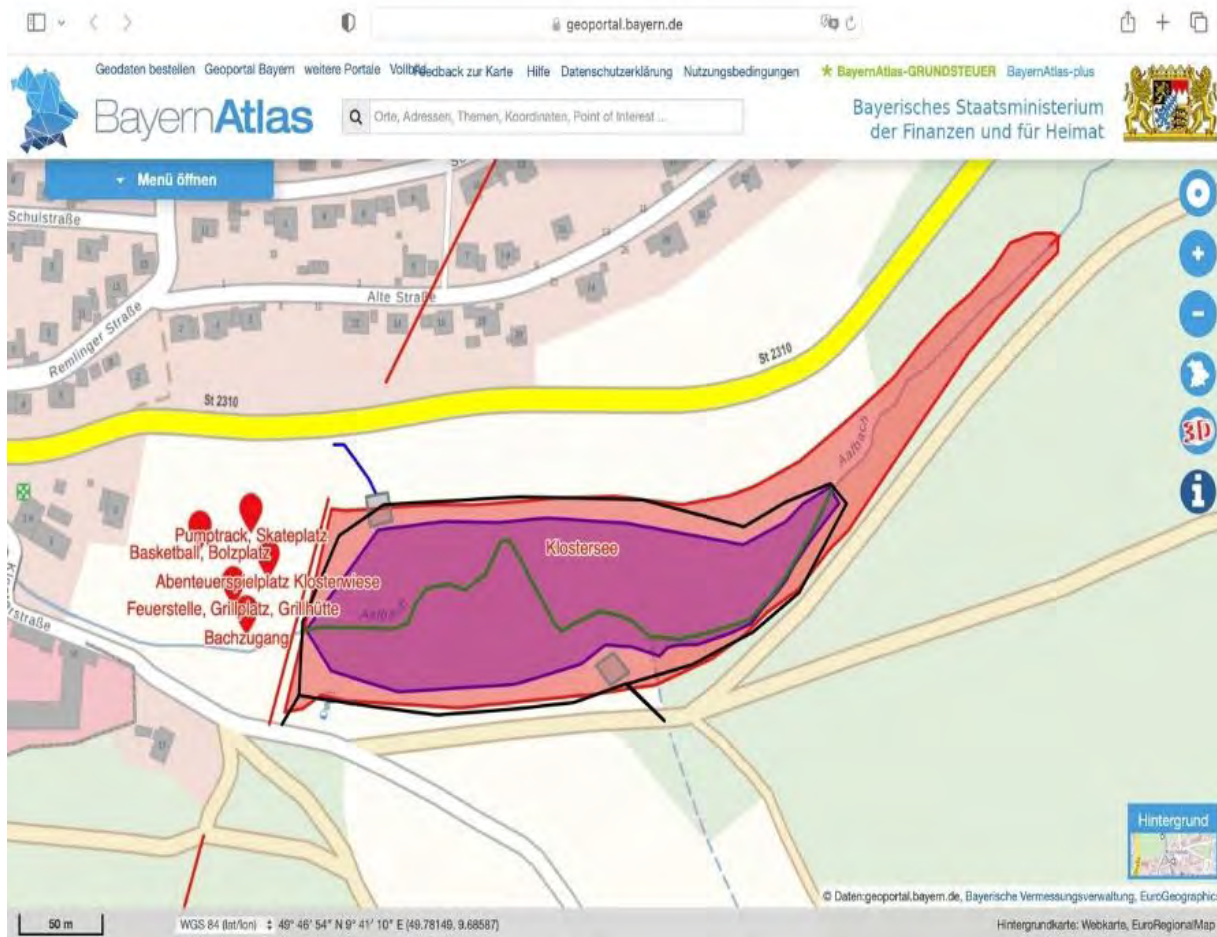 geoportal.bayern.de
Geodaten bestellen Geoportal Bayern weitere Portale Vollbild Feedback zur Karte Hilfe Datenschutzerklärung Nutzungsbedingungen BayernAtlas-GRUNDSTEUER BayernAtlas-plus
BayernAtlas
Orte, Adressen, Themen, Koordinaten, Point of Interest ...
Bayerisches Staatsministerium
der Finanzen und für Heimat
Menü öffnen
Schulstraße
Alte Straße
Remlinger Straße
St 2310
St 2310
Aalbach
3D
Pumptrack, Skateplatz
Basketball, Bolzplatz
Klostersee
Abenteuerspielplatz Klosterwiese
Feuerstelle, Grillplatz, Grillhütte
Bachzugang
Hintergrund
© Daten:geoportal.bayern.de, Bayerische Vermessungsverwaltung, EuroGeographic
50 m
WGS 84 (lat/lon) 49° 46' 54" N 9° 41' 10" E (49.78149, 9.68587)
Hintergrundkarte: Webkarte, EuroRegionalMap